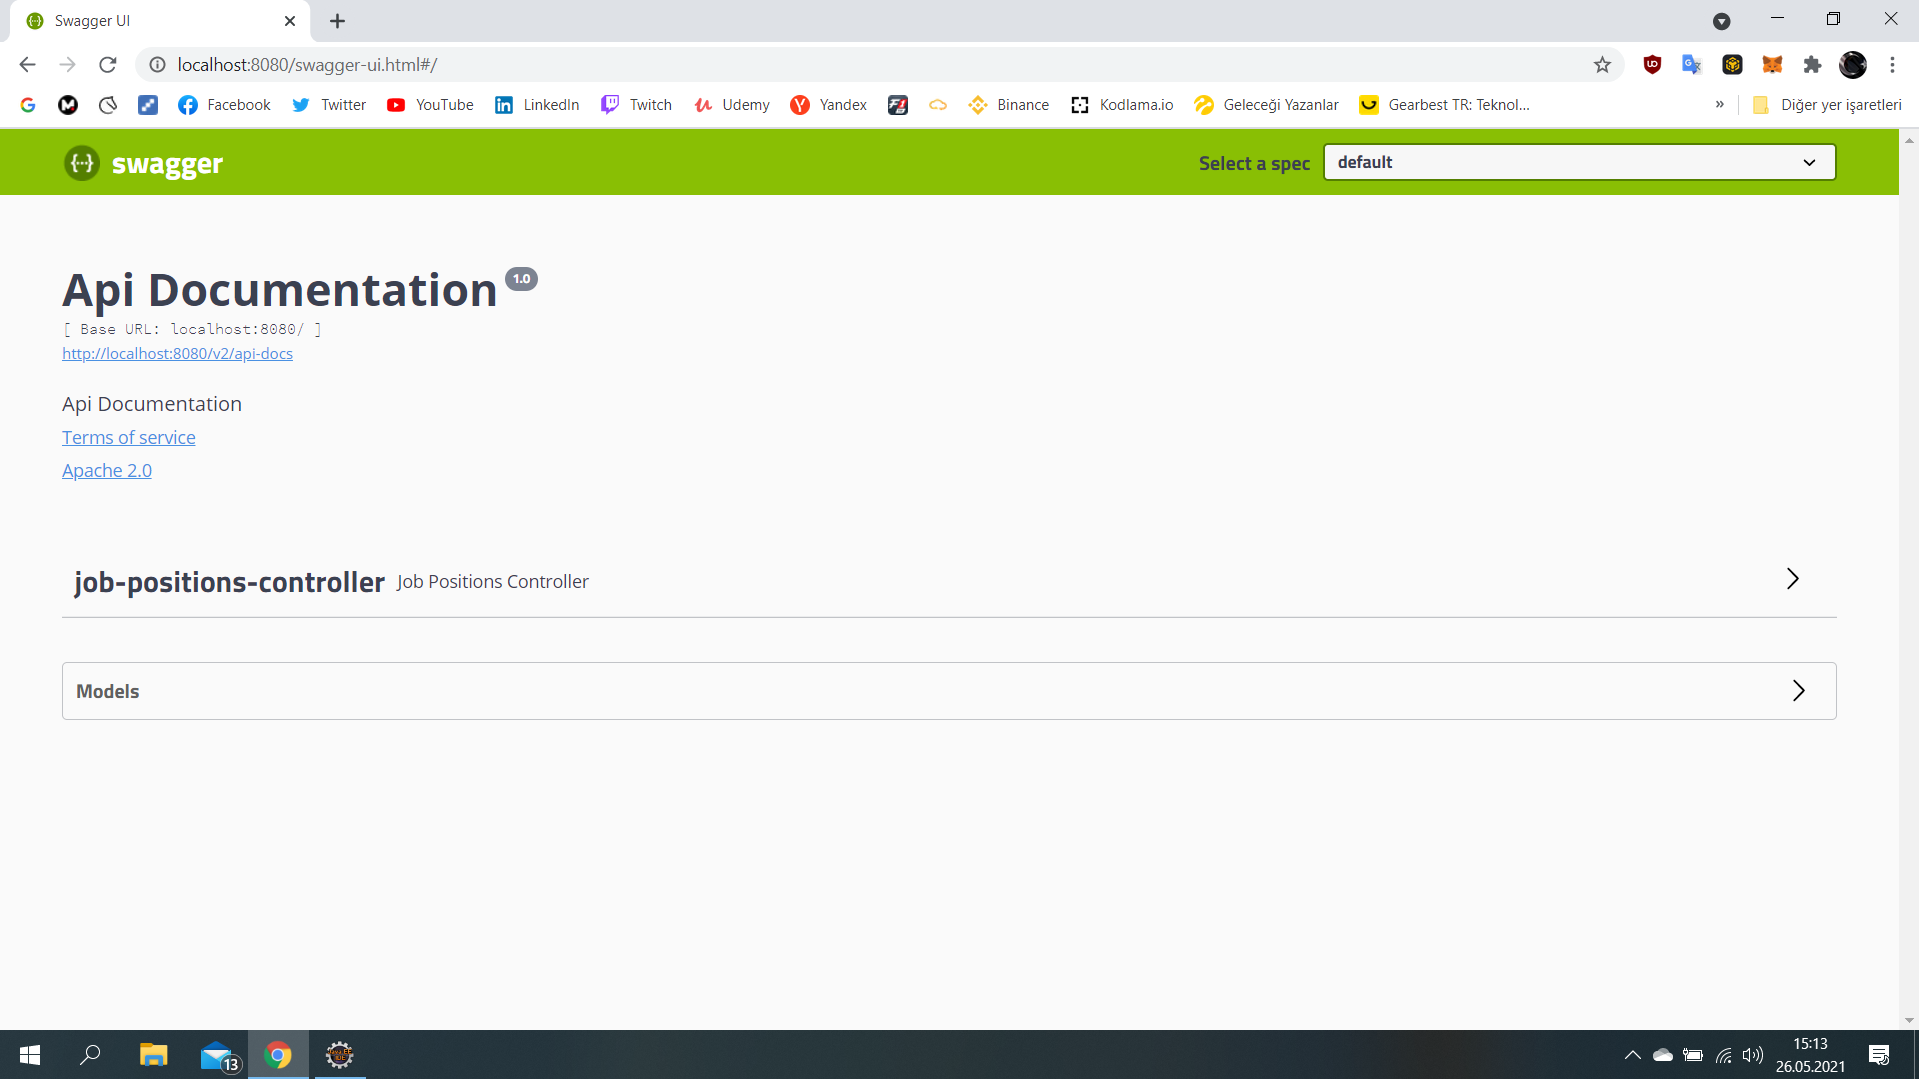 Swagger UI
localhost:8080/swagger-ui.html#/
Facebook Twitter YouTube LinkedIn Twitch Udemy Yandex Binance Kodlama.io Geleceği Yazanlar Gearbest TR: Teknol... » Diğer yer işaretleri
{···} swagger
Select a spec default
Api Documentation 1.0
[ Base URL: localhost:8080/ ]
http://localhost:8080/v2/api-docs
Api Documentation
Terms of service
Apache 2.0
job-positions-controller Job Positions Controller
Models
13
15:13
26.05.2021